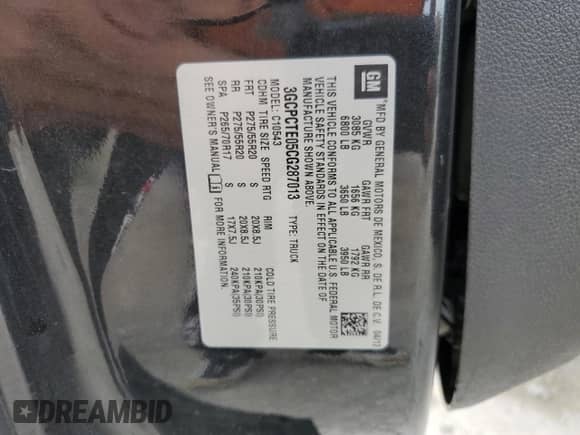 GM
MFD BY GENERAL MOTORS DE MEXICO, S. DE R.L. DE C.V. 04/12
GVWR GAWR FRT GAWR RR
3085 KG 1656 KG 1792 KG
6800 LB 3650 LB 3950 LB
THIS VEHICLE CONFORMS TO ALL APPLICABLE U.S. FEDERAL MOTOR
VEHICLE SAFETY STANDARDS IN EFFECT ON THE DATE OF
MANUFACTURE SHOWN ABOVE.
3GCPCTE05CG287013 TYPE: TRUCK
MODEL: C10543
CDHM TIRE SIZE SPEED RTG RIM COLD TIRE PRESSURE
FRT P275/55R20 S 20X8.5J 210KPA(30PSI)
RR P275/55R20 S 20X8.5J 210KPA(30PSI)
SPA P265/70R17 S 17X7.5J 240KPA(35PSI)
SEE OWNER'S MANUAL FOR MORE INFORMATION.
DREAMBID